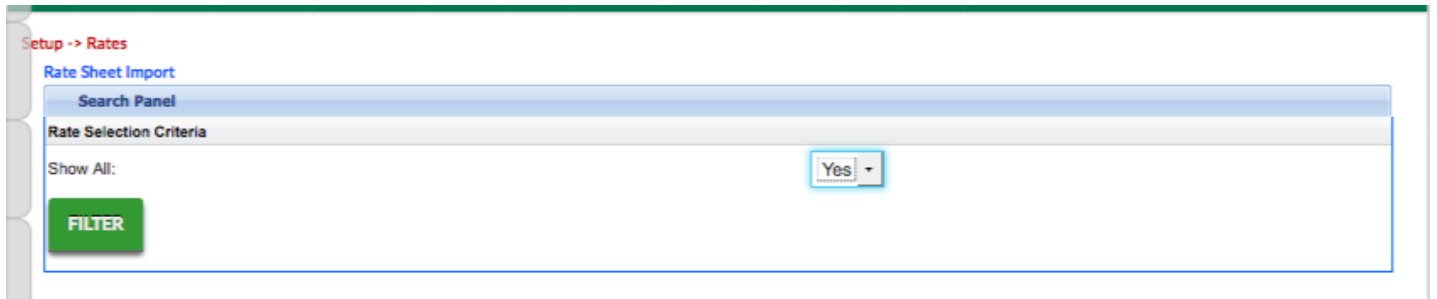 Setup -> Rates
Rate Sheet Import
Search Panel
Rate Selection Criteria
Show All: Yes
FILTER